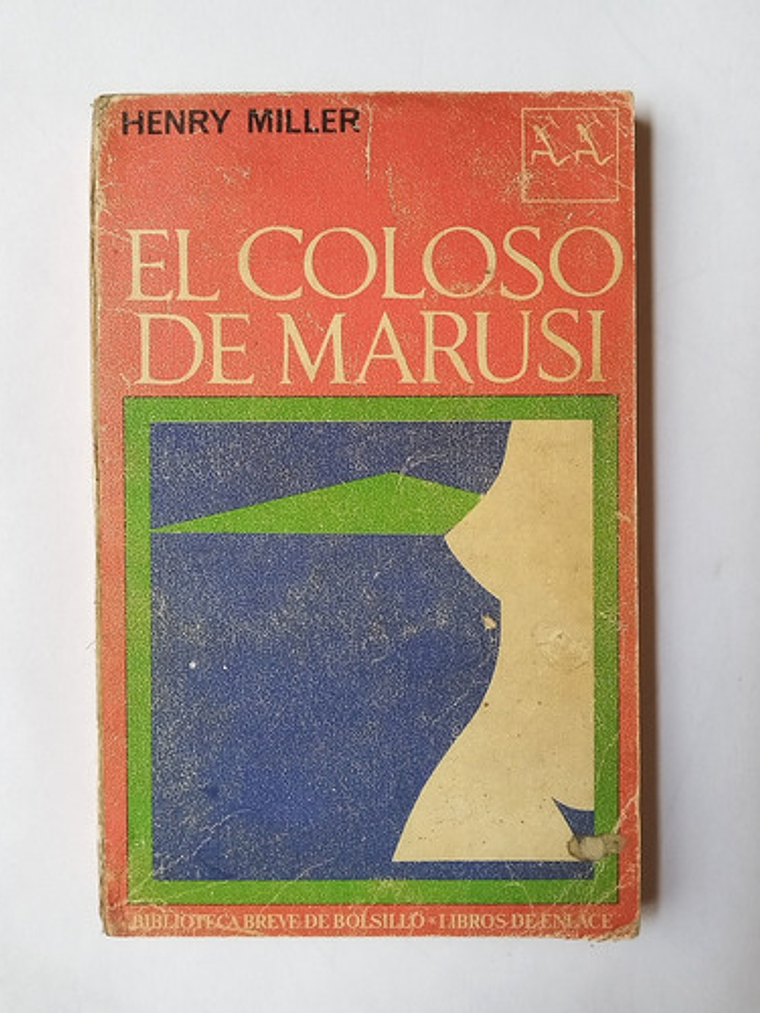 HENRY MILLER
EL COLOSO
DE MARUSI
BIBLIOTECA BREVE DE BOLSILLO • LIBROS DE ENLACE